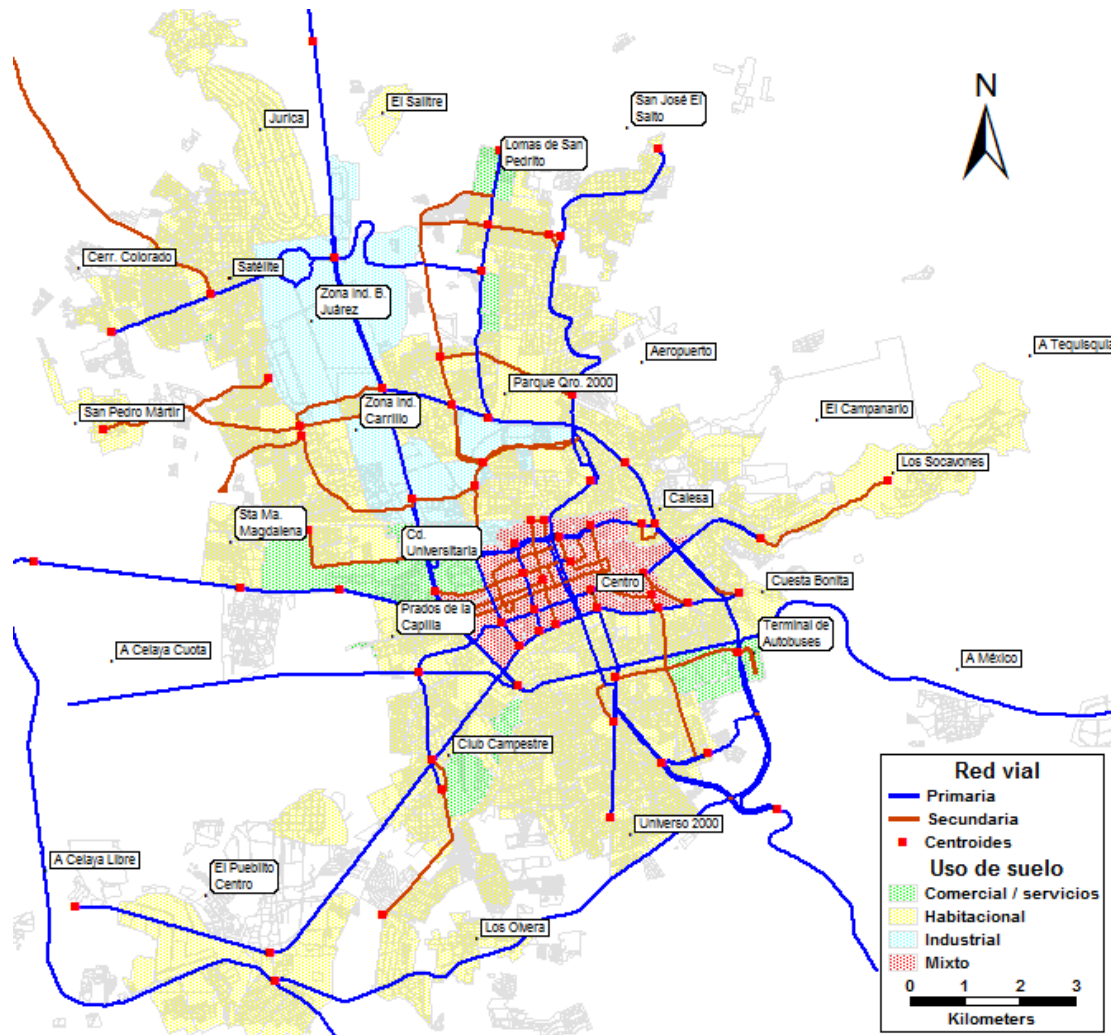 N
El Salitre
San José El
Salto
Jurica
Lomas de San
Pedrito
Cerr. Colorado
Satélite
Zona Ind. B.
Juárez
Aeropuerto
A Tequisquia
Parque Qro. 2000
San Pedro Mártir
Zona Ind.
Carrillo
El Campanario
Los Socavones
Calesa
Sta Ma.
Magdalena
Cd.
Universitaria
Centro
Cuesta Bonita
Prados de la
Capilla
Terminal de
Autobuses
A Celaya Cuota
A México
Club Campestre
Universo 2000
A Celaya Libre
El Pueblito
Centro
Los Olvera
Red vial
Primaria
Secundaria
Centroides
Uso de suelo
Comercial / servicios
Habitacional
Industrial
Mixto
0 1 2 3
Kilometers